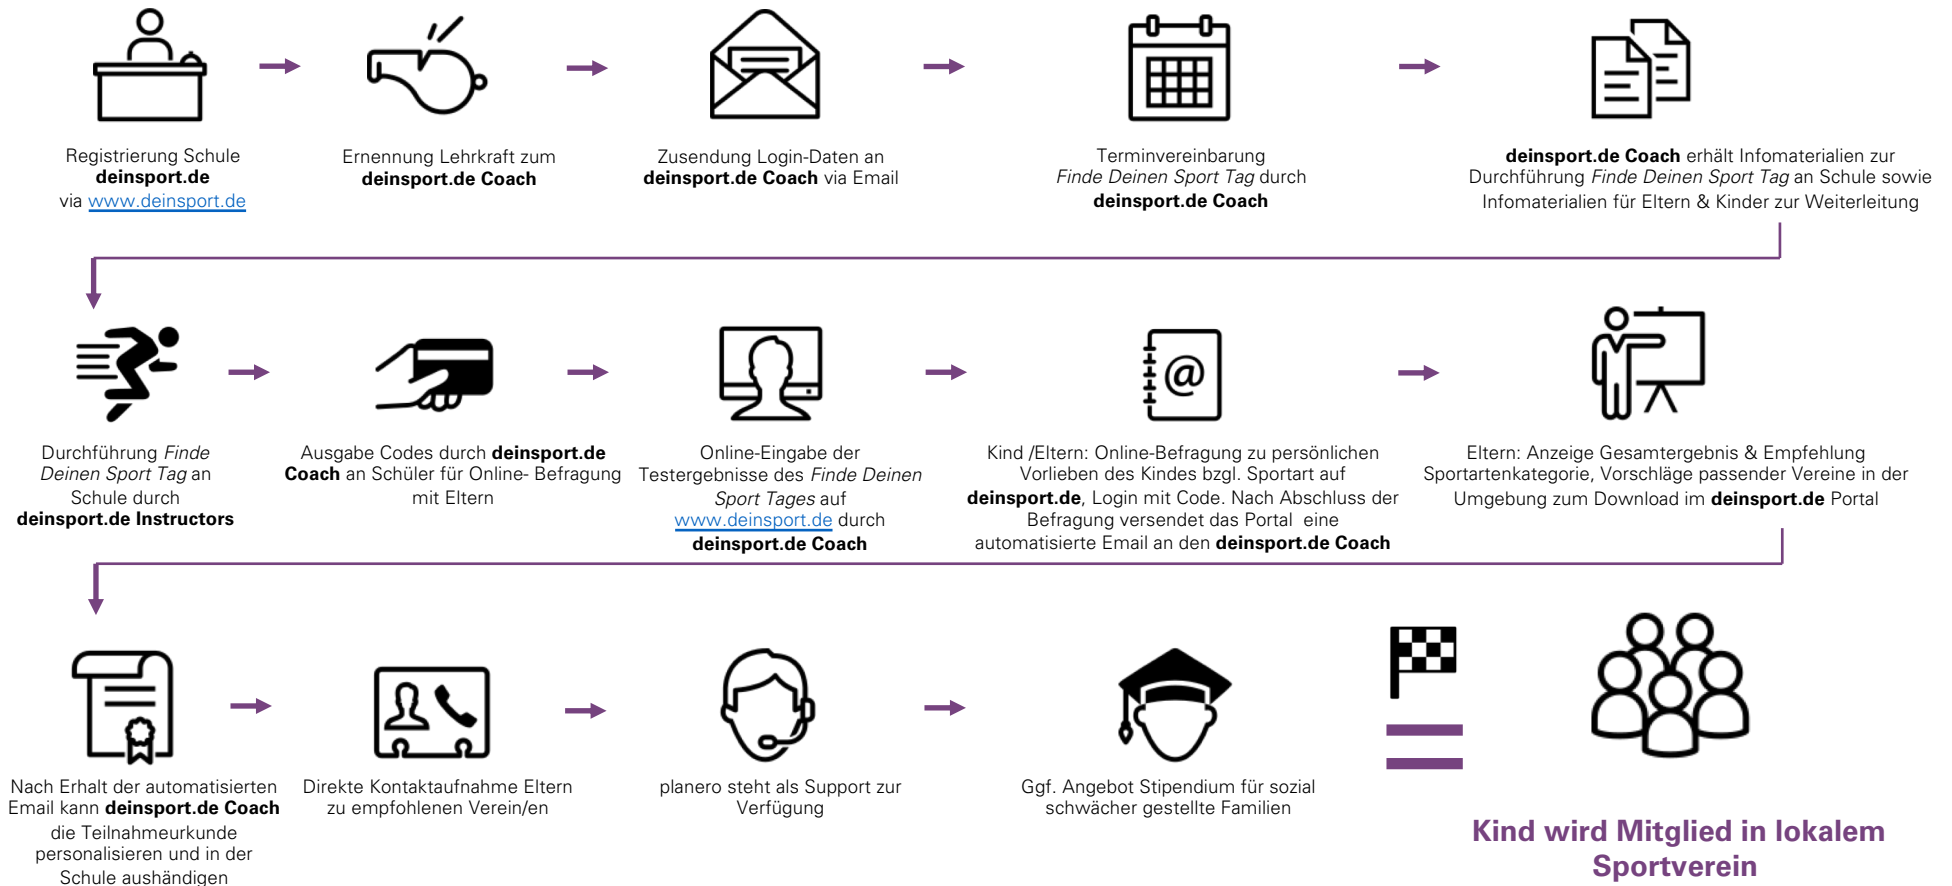 Registrierung Schule
deinsport.de
via www.deinsport.de
Ernennung Lehrkraft zum
deinsport.de Coach
Zusendung Login-Daten an
deinsport.de Coach via Email
Terminvereinbarung
Finde Deinen Sport Tag durch
deinsport.de Coach
deinsport.de Coach erhält Infomaterialien zur
Durchführung Finde Deinen Sport Tag an Schule sowie
Infomaterialien für Eltern & Kinder zur Weiterleitung
Durchführung Finde
Deinen Sport Tag an
Schule durch
deinsport.de Instructors
Ausgabe Codes durch deinsport.de
Coach an Schüler für Online- Befragung
mit Eltern
Online-Eingabe der
Testergebnisse des Finde Deinen
Sport Tages auf
www.deinsport.de durch
deinsport.de Coach
@
Kind /Eltern: Online-Befragung zu persönlichen
Vorlieben des Kindes bzgl. Sportart auf
deinsport.de, Login mit Code. Nach Abschluss der
Befragung versendet das Portal eine
automatisierte Email an den deinsport.de Coach
Eltern: Anzeige Gesamtergebnis & Empfehlung
Sportartenkategorie, Vorschläge passender Vereine in der
Umgebung zum Download im deinsport.de Portal
Nach Erhalt der automatisierten
Email kann deinsport.de Coach
die Teilnahmeurkunde
personalisieren und in der
Schule aushändigen
Direkte Kontaktaufnahme Eltern
zu empfohlenen Verein/en
planero steht als Support zur
Verfügung
Ggf. Angebot Stipendium für sozial
schwächer gestellte Familien
Kind wird Mitglied in lokalem
Sportverein